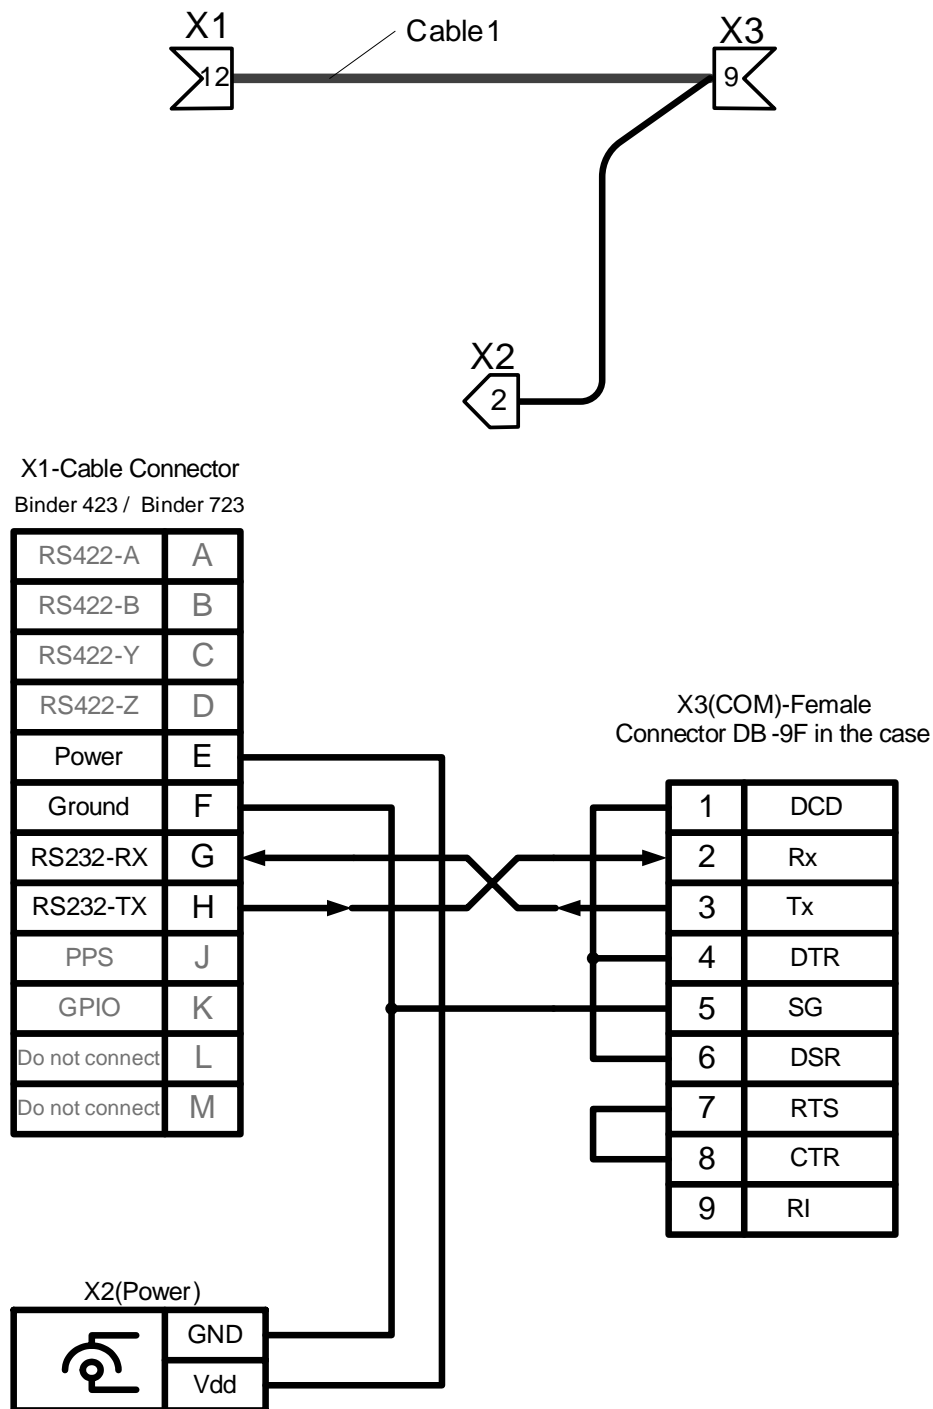 X1
Cable1
X3
12
9
X2
2
X1-Cable Connector
Binder 423 / Binder 723
RS422-A A
RS422-B B
RS422-Y C
RS422-Z D
Power E
Ground F
RS232-RX G
RS232-TX H
PPS J
GPIO K
Do not connect L
Do not connect M
X3(COM)-Female
Connector DB -9F in the case
1 DCD
2 Rx
3 Tx
4 DTR
5 SG
6 DSR
7 RTS
8 CTR
9 RI
X2(Power)
GND
Vdd